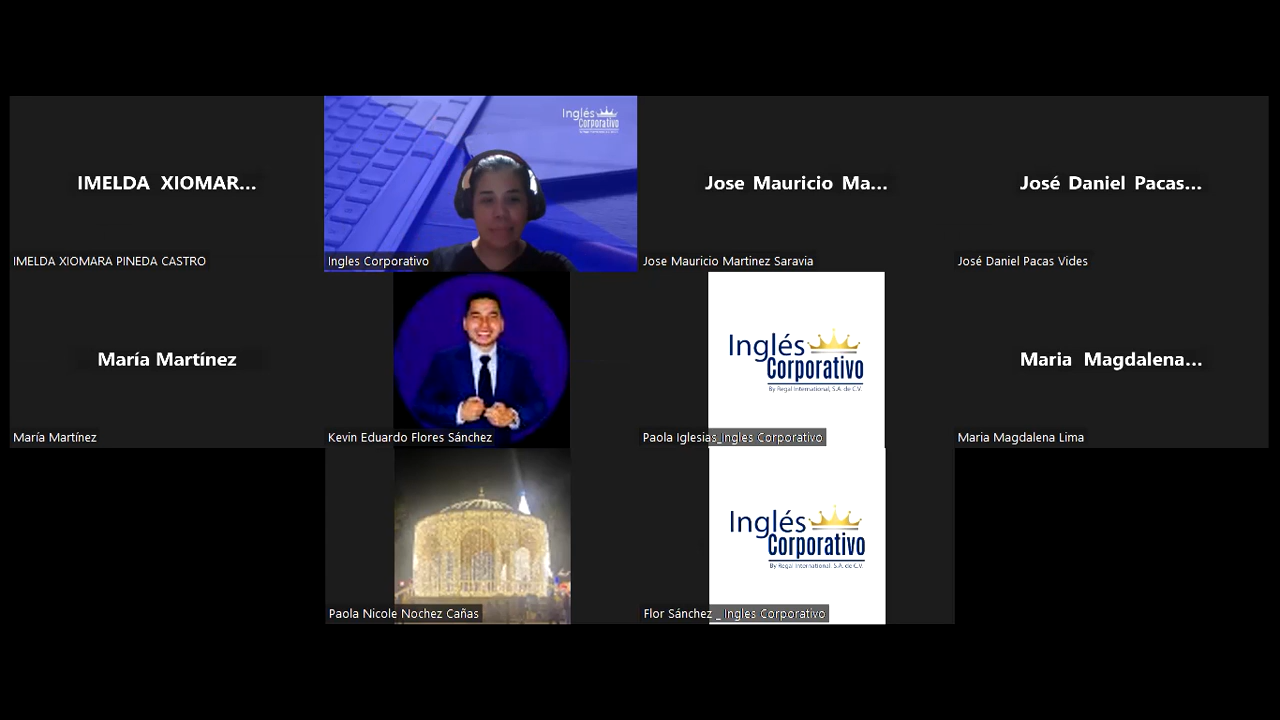 IMELDA XIOMAR...
IMELDA XIOMARA PINEDA CASTRO
Inglés
Corporativo
Ingles Corporativo
Jose Mauricio Ma...
Jose Mauricio Martinez Saravia
José Daniel Pacas...
José Daniel Pacas Vides
María Martínez
María Martínez
Kevin Eduardo Flores Sánchez
Inglés
Corporativo
By Regal International, S.A. de C.V.
Paola Iglesias_Ingles Corporativo
Maria Magdalena...
Maria Magdalena Lima
Paola Nicole Nochez Cañas
Inglés
Corporativo
By Regal International, S.A. de C.V.
Flor Sánchez _ Ingles Corporativo